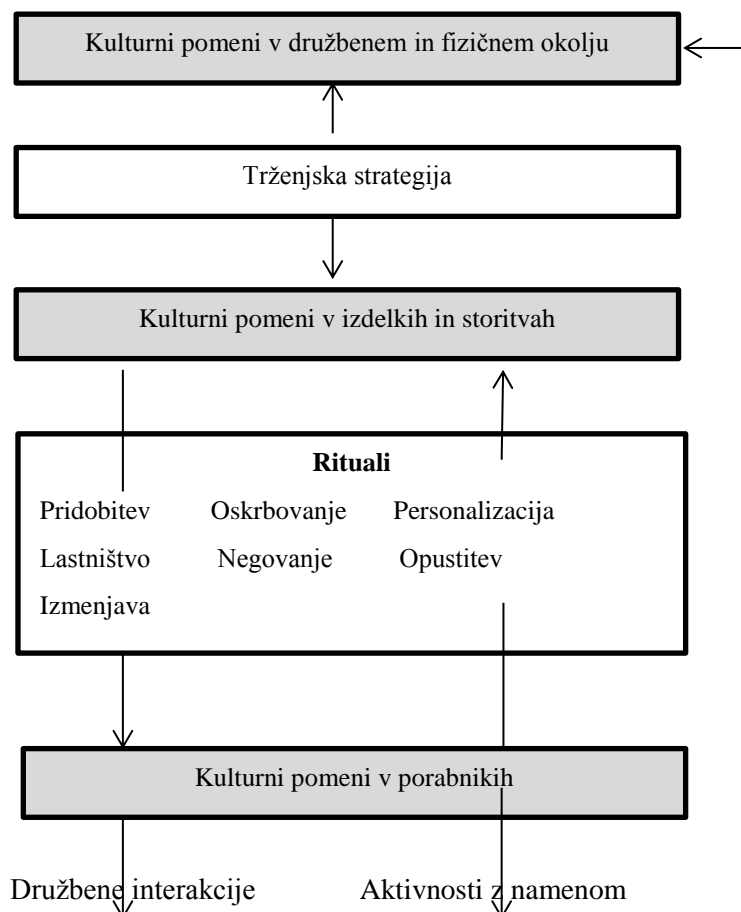 Kulturni pomeni v družbenem in fizičnem okolju
Trženjska strategija
Kulturni pomeni v izdelkih in storitvah
Rituali
Pridobitev Oskrbovanje Personalizacija
Lastništvo Negovanje Opustitev
Izmenjava
Kulturni pomeni v porabnikih
Družbene interakcije Aktivnosti z namenom